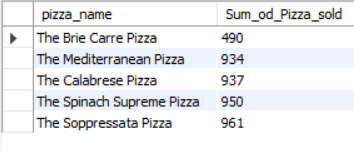 pizza_name Sum_od_Pizza_sold
The Brie Carre Pizza 490
The Mediterranean Pizza 934
The Calabrese Pizza 937
The Spinach Supreme Pizza 950
The Soppressata Pizza 961